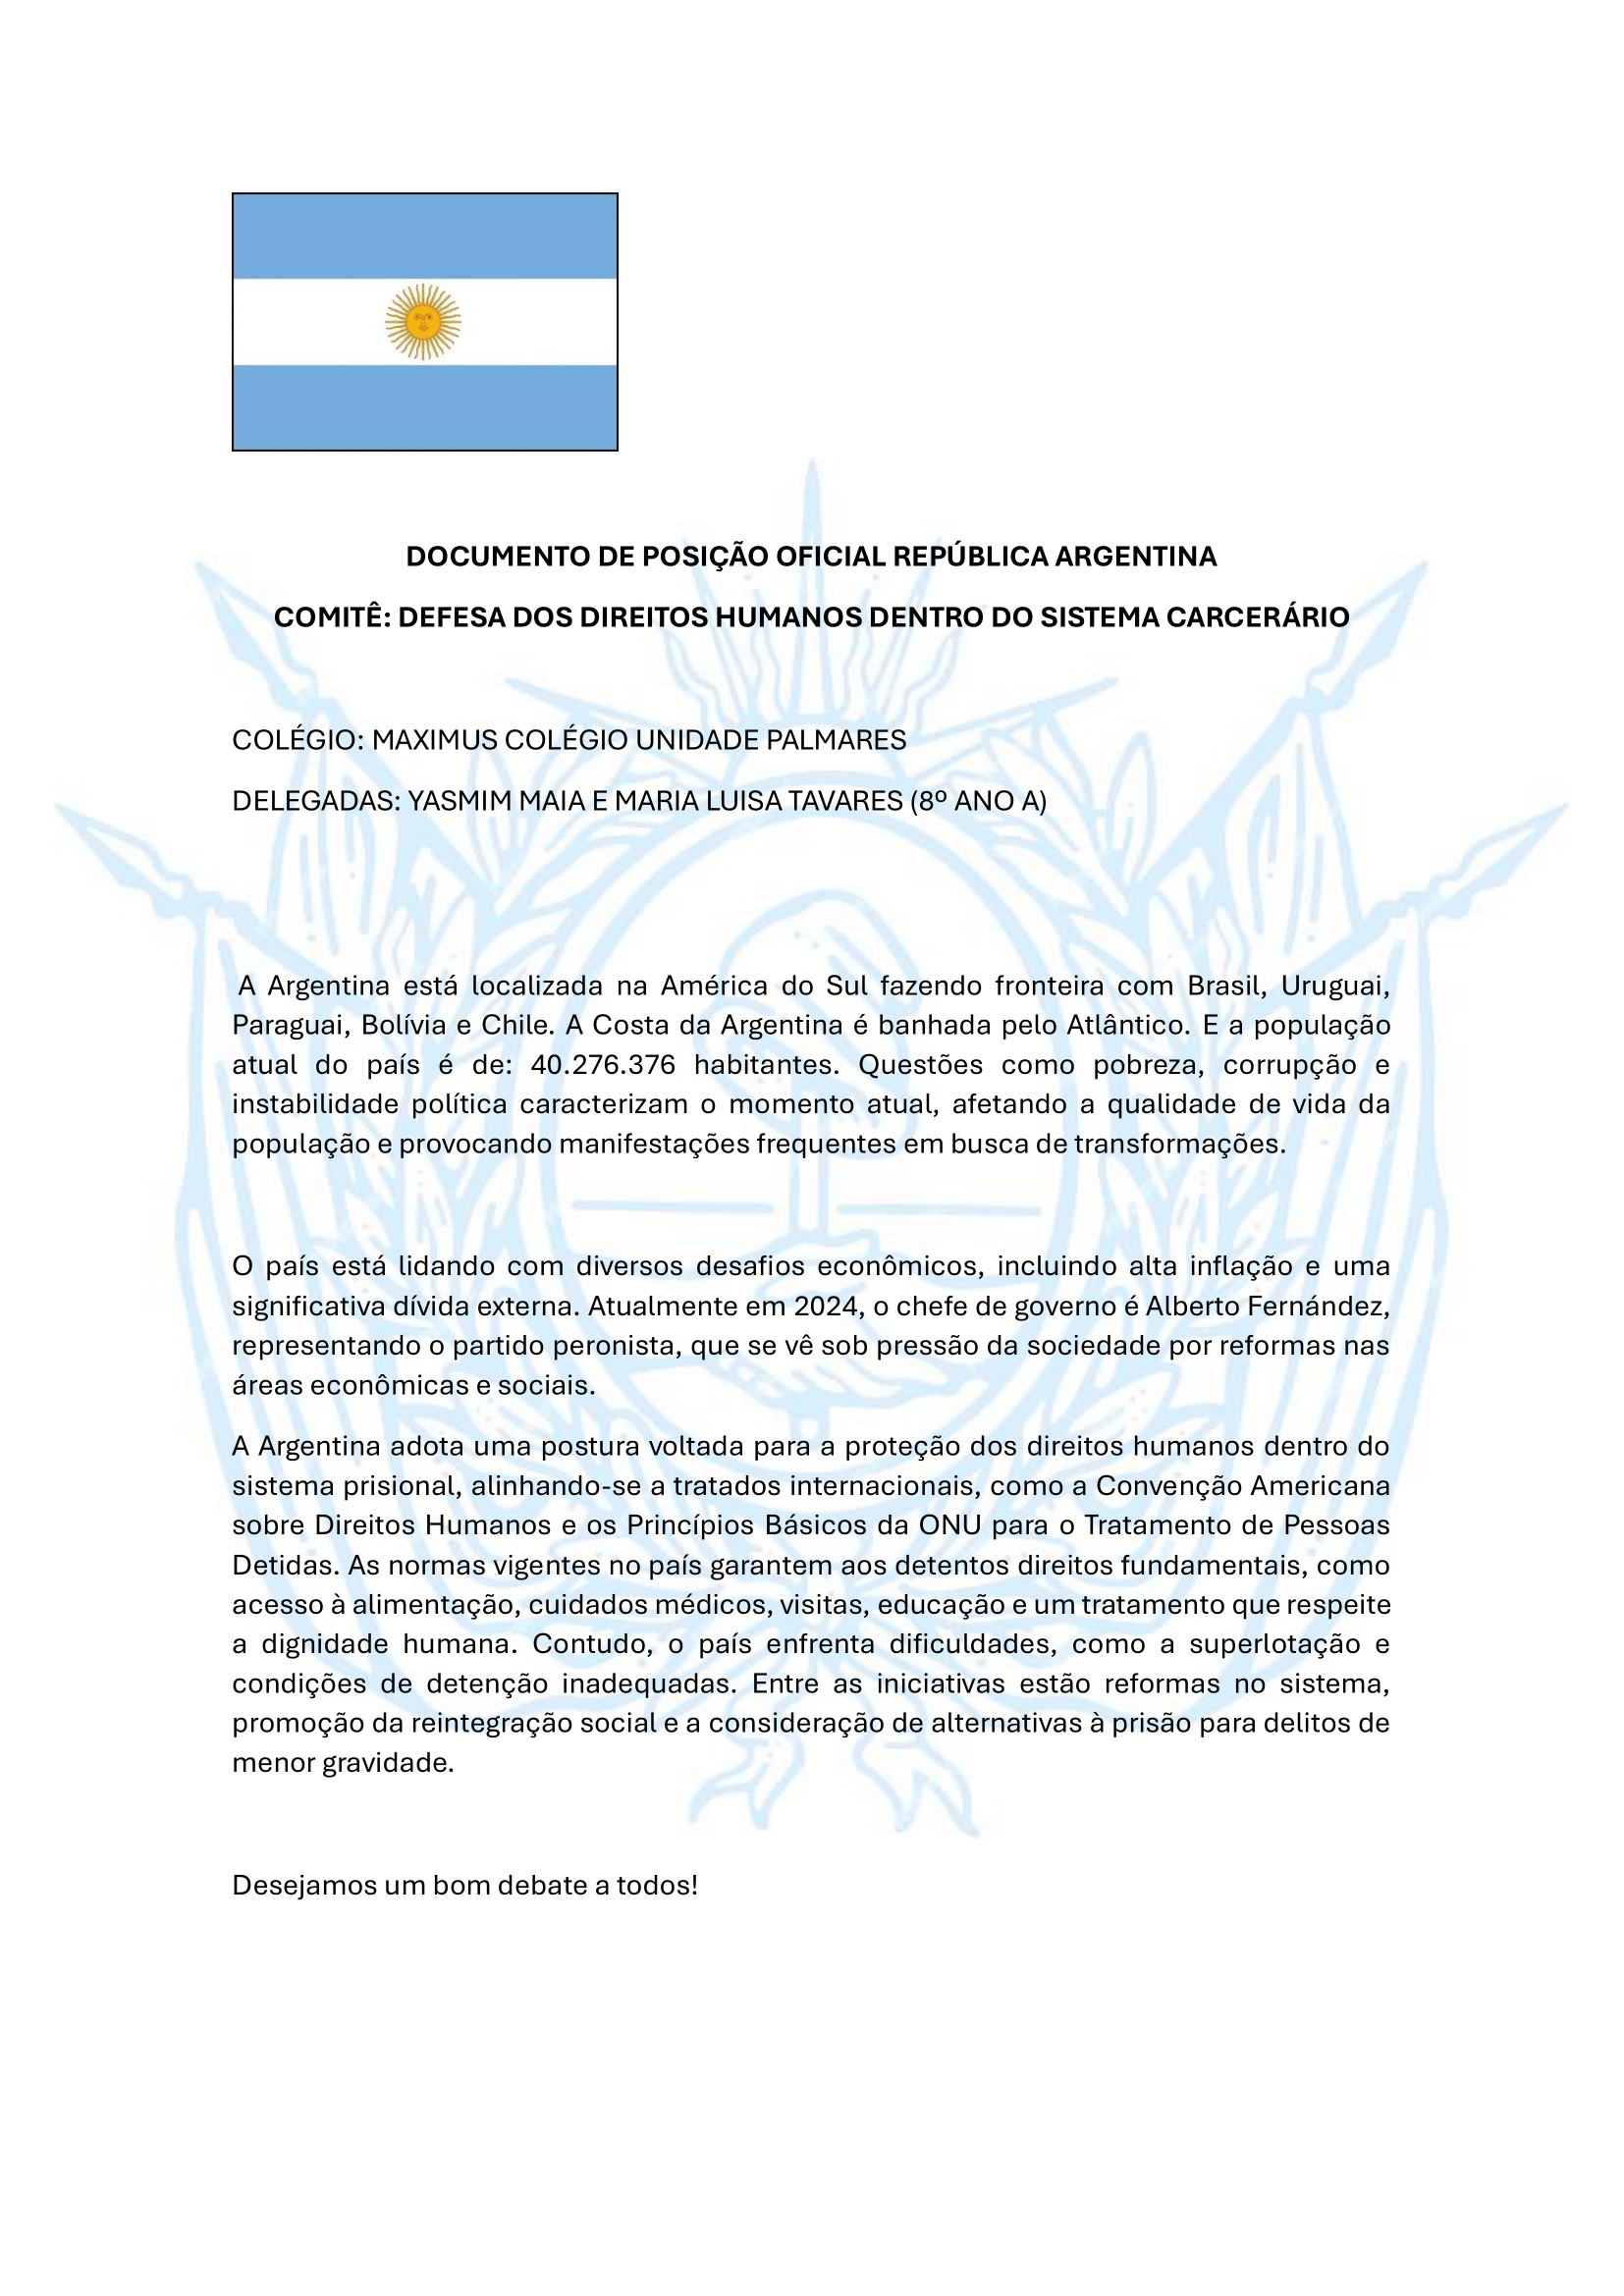 DOCUMENTO DE POSIÇÃO OFICIAL REPÚBLICA ARGENTINA
COMITÊ: DEFESA DOS DIREITOS HUMANOS DENTRO DO SISTEMA CARCERÁRIO
COLÉGIO: MAXIMUS COLÉGIO UNIDADE PALMARES
DELEGADAS: YASMIM MAIA E MARIA LUISA TAVARES (8º ANO A)
A Argentina está localizada na América do Sul fazendo fronteira com Brasil, Uruguai,
Paraguai, Bolívia e Chile. A Costa da Argentina é banhada pelo Atlântico. E a população
atual do país é de: 40.276.376 habitantes. Questões como pobreza, corrupção e
instabilidade política caracterizam o momento atual, afetando a qualidade de vida da
população e provocando manifestações frequentes em busca de transformações.
O país está lidando com diversos desafios econômicos, incluindo alta inflação e uma
significativa dívida externa. Atualmente em 2024, o chefe de governo é Alberto Fernández,
representando o partido peronista, que se vê sob pressão da sociedade por reformas nas
áreas econômicas e sociais.
A Argentina adota uma postura voltada para a proteção dos direitos humanos dentro do
sistema prisional, alinhando-se a tratados internacionais, como a Convenção Americana
sobre Direitos Humanos e os Princípios Básicos da ONU para o Tratamento de Pessoas
Detidas. As normas vigentes no país garantem aos detentos direitos fundamentais, como
acesso à alimentação, cuidados médicos, visitas, educação e um tratamento que respeite
a dignidade humana. Contudo, o país enfrenta dificuldades, como a superlotação e
condições de detenção inadequadas. Entre as iniciativas estão reformas no sistema,
promoção da reintegração social e a consideração de alternativas à prisão para delitos de
menor gravidade.
Desejamos um bom debate a todos!